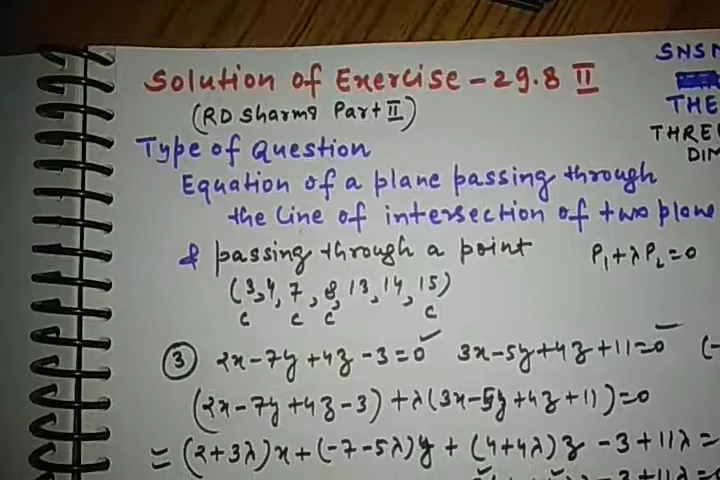 Solution of Exercise - 29.8 II
SNSN
(RD Sharma Part II)
THE
Type of Question
THREE
DIM
Equation of a plane passing through
the line of intersection of two plane
& passing through a point P₁+λP₂=0
(3,4,7,8,13,14,15)
c c c c
③ 2x-7y+4z-3=0 3x-5y+4z+11=0 (-
(2x-7y+4z-3)+λ(3x-5y+4z+11)=0
= (2+3λ)x+(-7-5λ)y+(4+4λ)z-3+11λ=